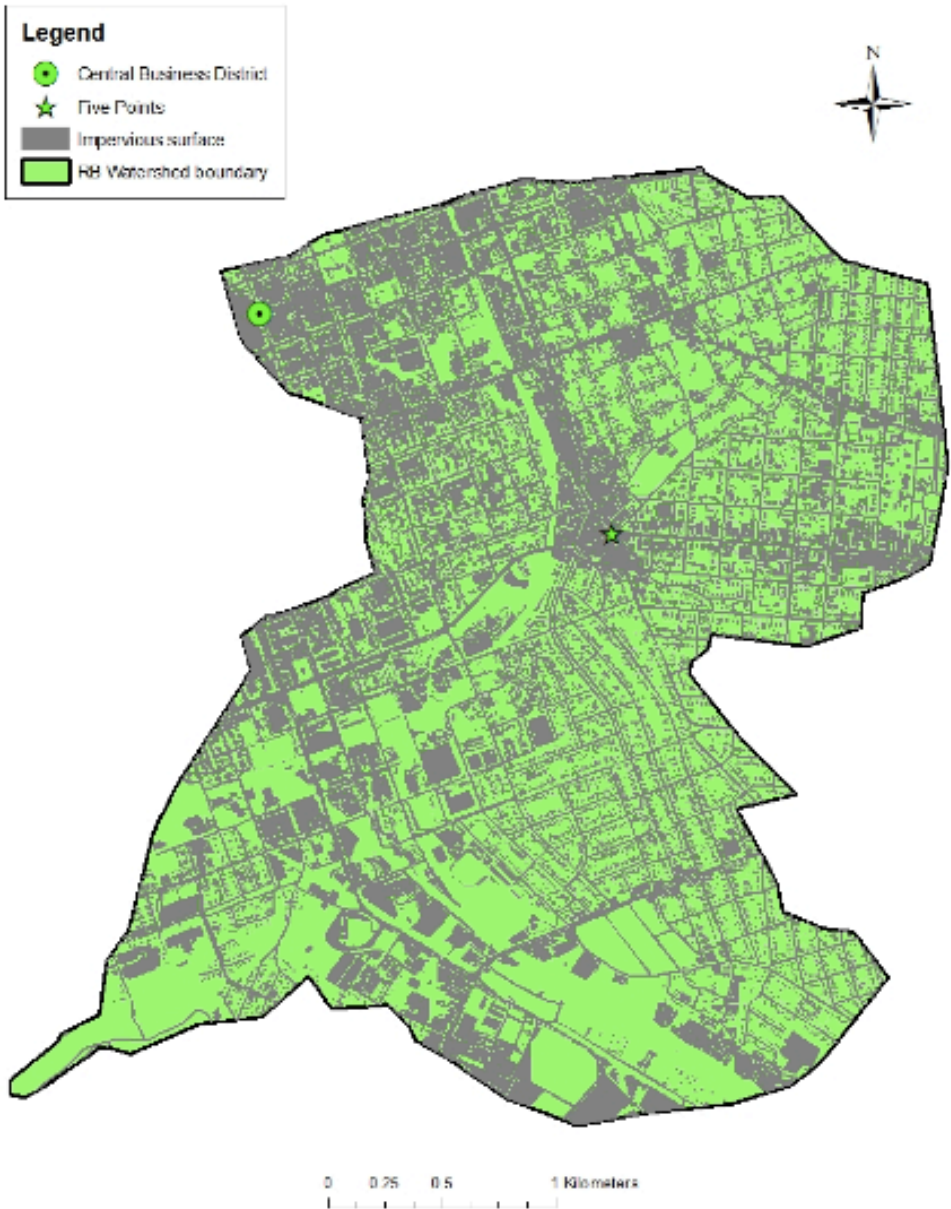 Legend
Central Business District
Five Points
Impervious surface
RB Watershed boundary
N
0 0.25 0.5 1 Kilometers